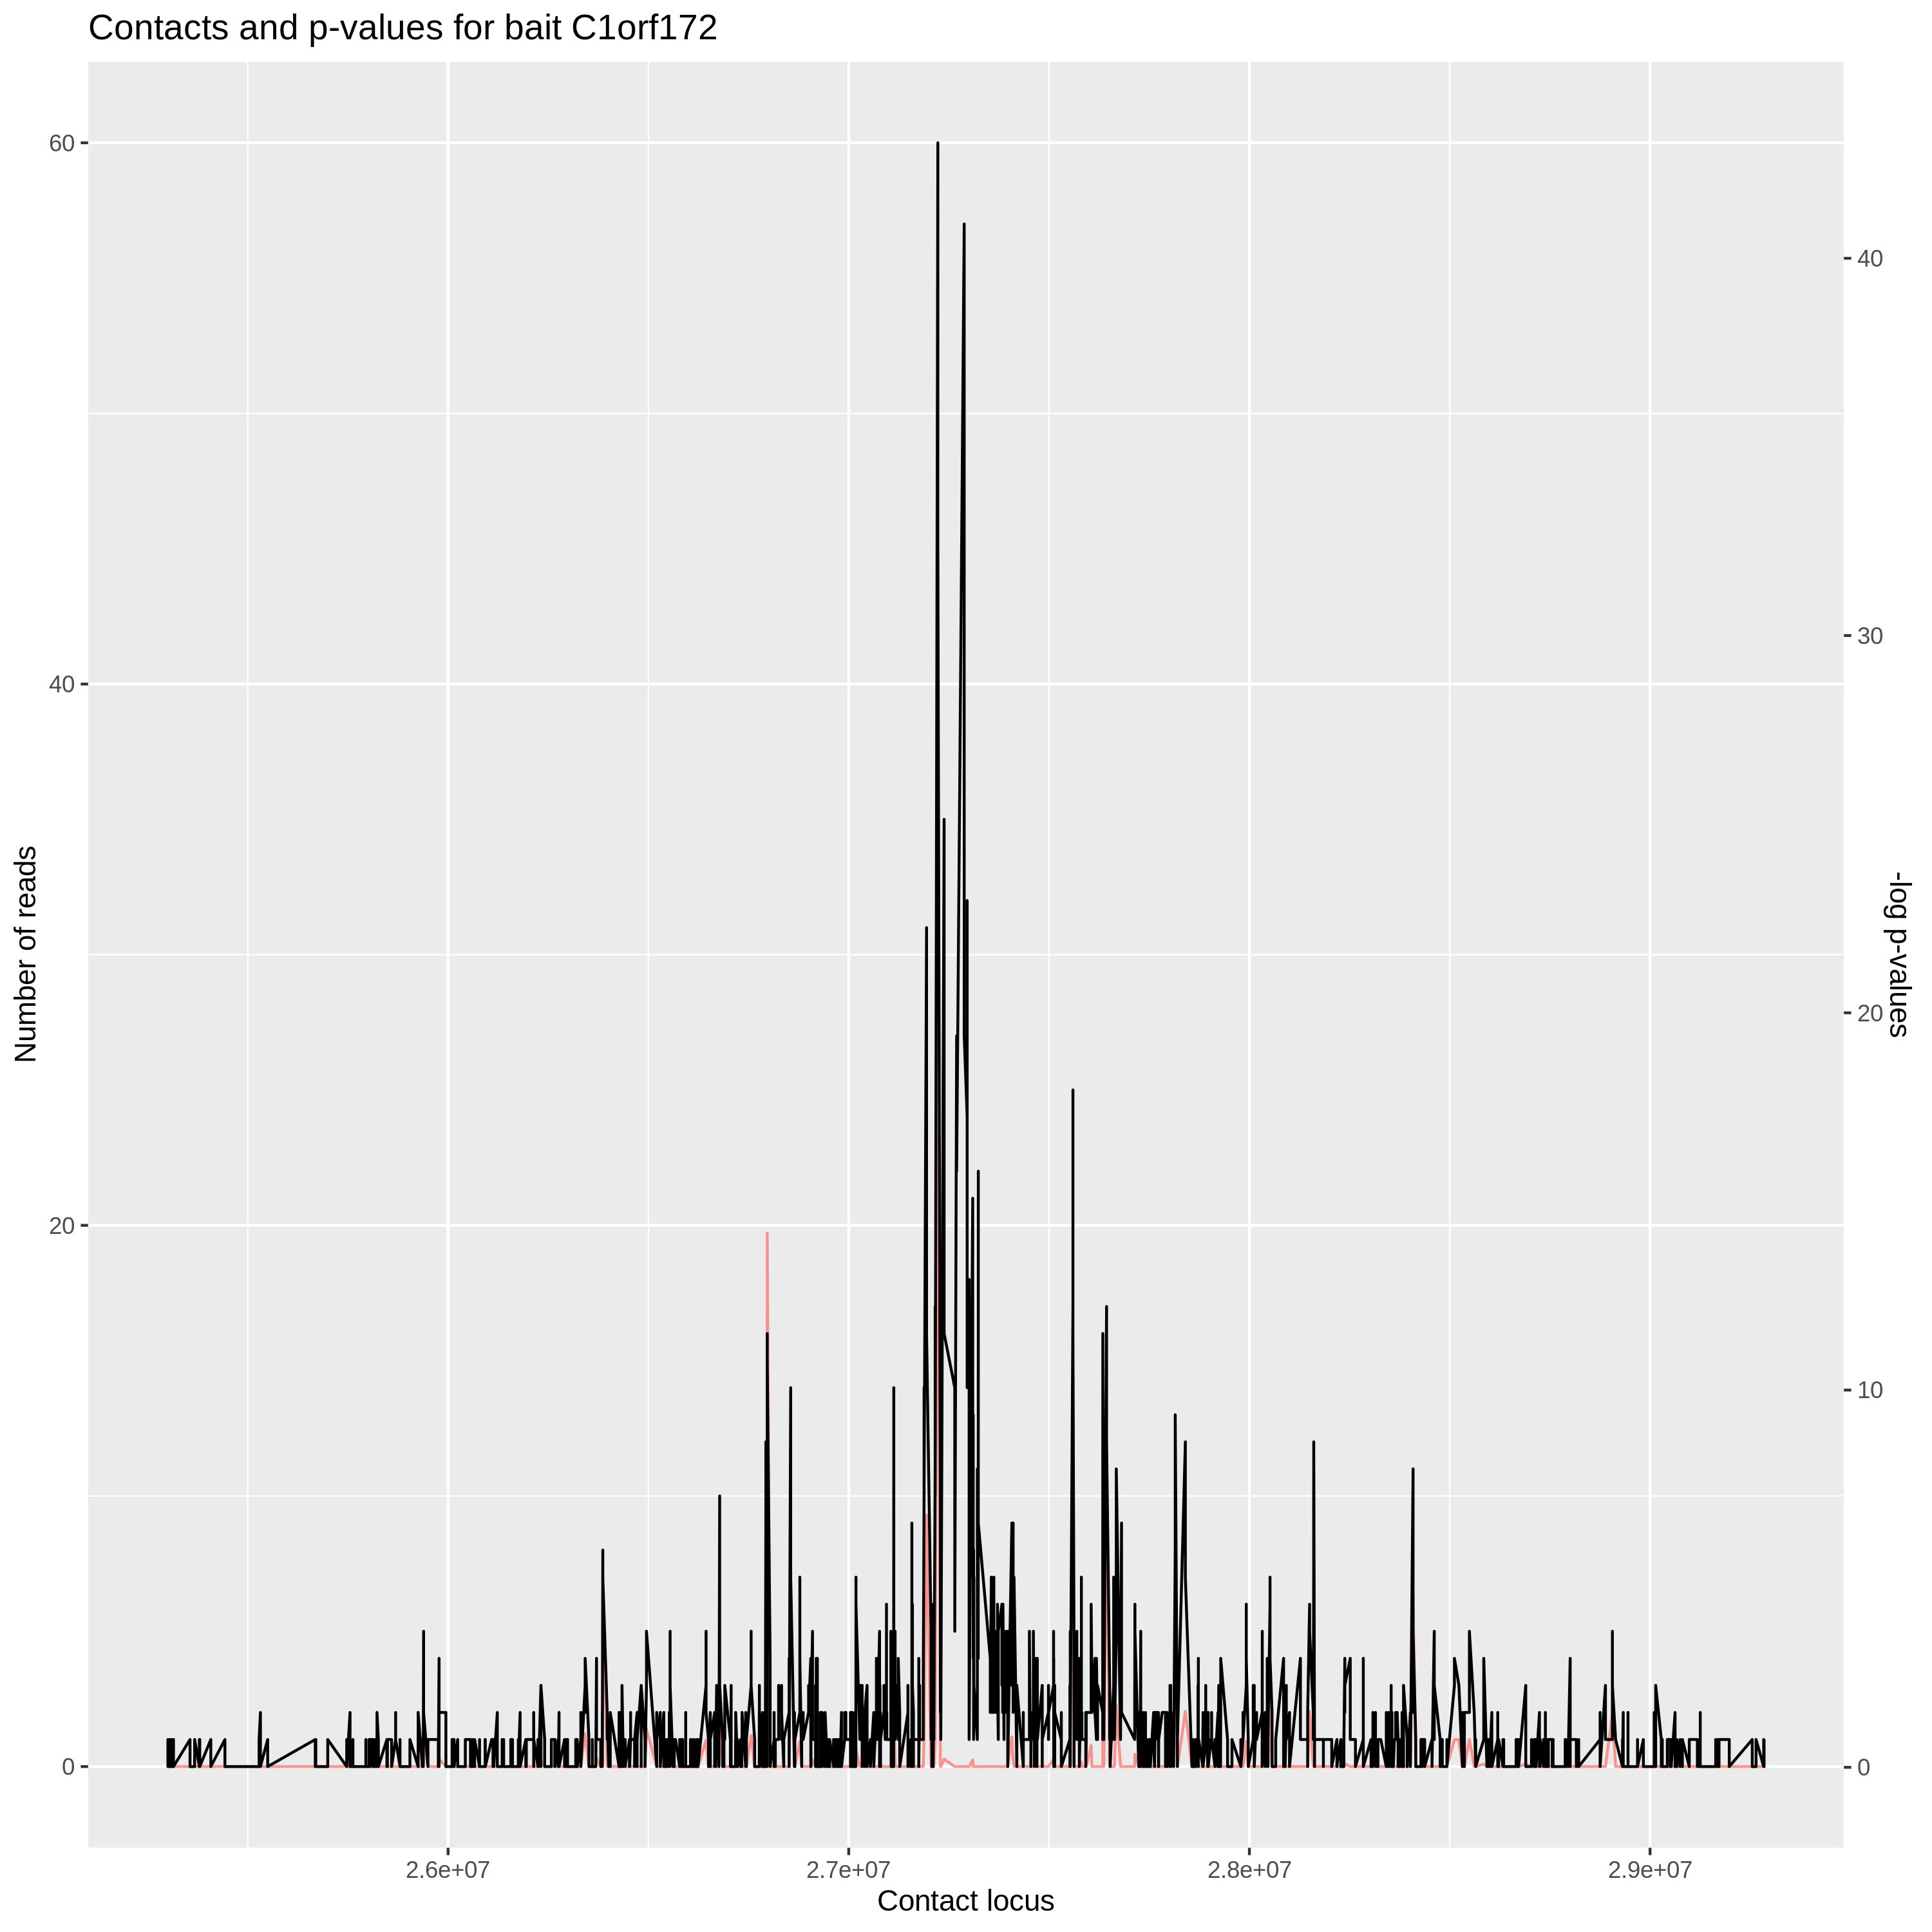 Contacts and p-values for bait C1orf172
60
40
20
0
Number of reads
40
30
20
10
0
-log p-values
2.6e+07
2.7e+07
2.8e+07
2.9e+07
Contact locus